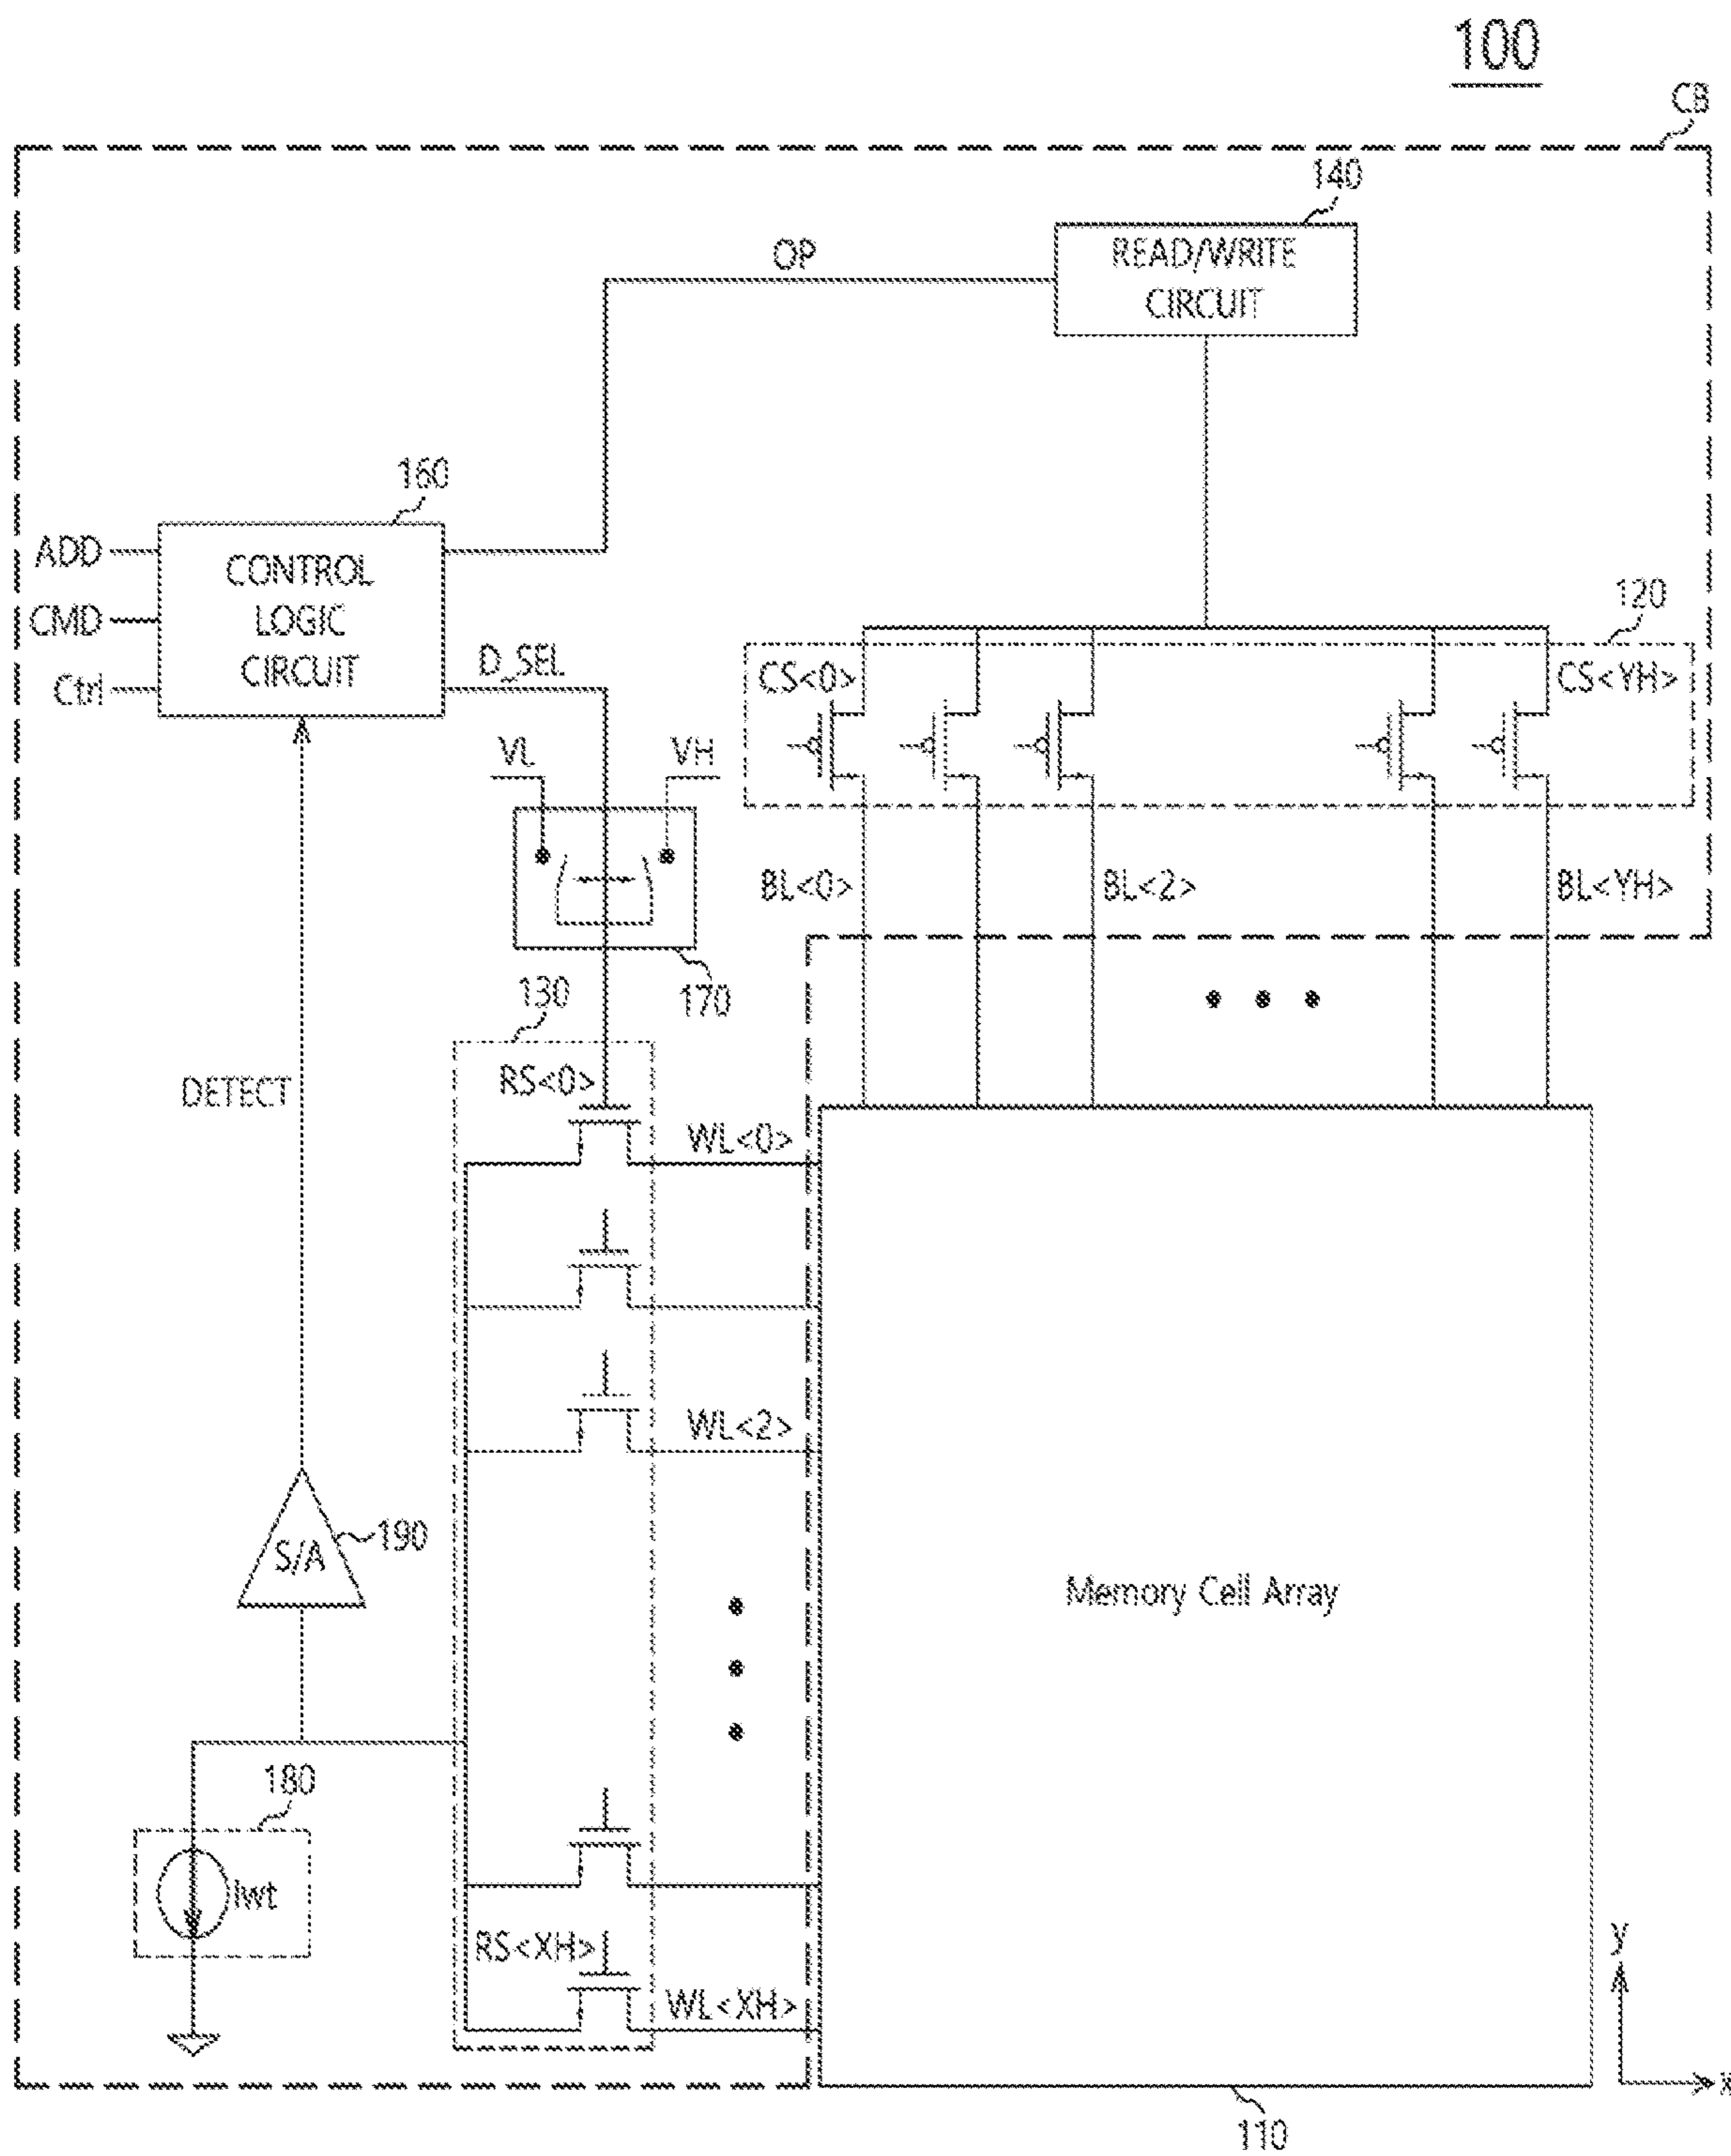 100
CB
140
OP
READ/WRITE
CIRCUIT
160
ADD
CONTROL
CMD
LOGIC
CIRCUIT
Ctrl
D_SEL
120
CS<0>
CS<YH>
VL
VH
BL<0>
BL<2>
BL<YH>
170
130
RS<0>
DETECT
WL<0>
WL<2>
S/A
190
Memory Cell Array
180
Iwt
RS<XH>
WL<XH>
y
x
110